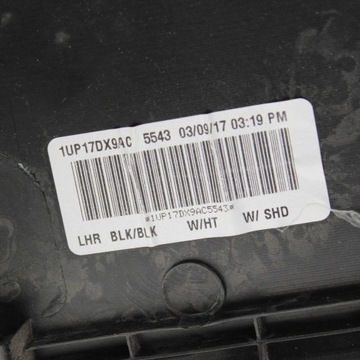 1UP17DX9AC 5543 03/09/17 03:19 PM
*1UP17DX9AC5543*
LHR BLK/BLK W/HT W/ SHD